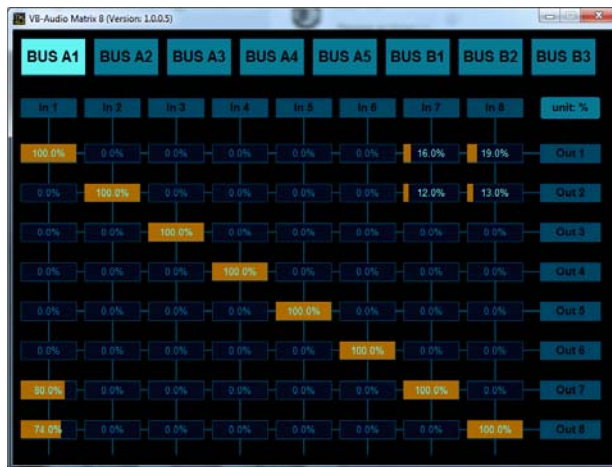 VB-Audio Matrix 8 (Version: 1.0.0.5)
BUS A1 BUS A2 BUS A3 BUS A4 BUS A5 BUS B1 BUS B2 BUS B3
In 1 In 2 In 3 In 4 In 5 In 6 In 7 In 8 unit: %
100.0% 0.0% 0.0% 0.0% 0.0% 0.0% 16.0% 19.0% Out 1
0.0% 100.0% 0.0% 0.0% 0.0% 0.0% 12.0% 13.0% Out 2
0.0% 0.0% 100.0% 0.0% 0.0% 0.0% 0.0% 0.0% Out 3
0.0% 0.0% 0.0% 100.0% 0.0% 0.0% 0.0% 0.0% Out 4
0.0% 0.0% 0.0% 0.0% 100.0% 0.0% 0.0% 0.0% Out 5
0.0% 0.0% 0.0% 0.0% 0.0% 100.0% 0.0% 0.0% Out 6
80.0% 0.0% 0.0% 0.0% 0.0% 0.0% 100.0% 0.0% Out 7
74.0% 0.0% 0.0% 0.0% 0.0% 0.0% 0.0% 100.0% Out 8